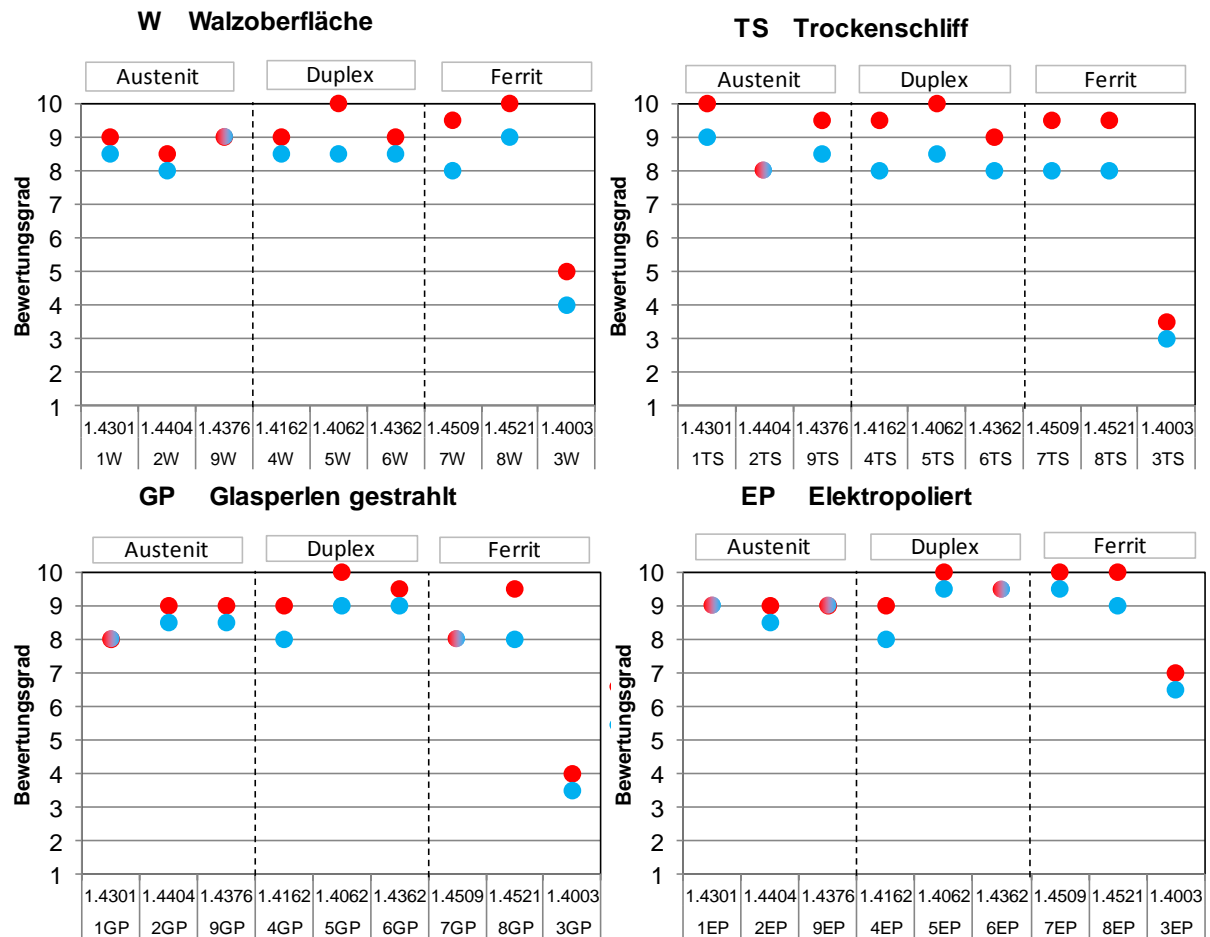 W Walzoberfläche
Austenit Duplex Ferrit
Bewertungsgrad
10
9
8
7
6
5
4
3
2
1
1.4301 1.4404 1.4376 1.4162 1.4062 1.4362 1.4509 1.4521 1.4003
1W 2W 9W 4W 5W 6W 7W 8W 3W
TS Trockenschliff
Austenit Duplex Ferrit
Bewertungsgrad
10
9
8
7
6
5
4
3
2
1
1.4301 1.4404 1.4376 1.4162 1.4062 1.4362 1.4509 1.4521 1.4003
1TS 2TS 9TS 4TS 5TS 6TS 7TS 8TS 3TS
GP Glasperlen gestrahlt
Austenit Duplex Ferrit
Bewertungsgrad
10
9
8
7
6
5
4
3
2
1
1.4301 1.4404 1.4376 1.4162 1.4062 1.4362 1.4509 1.4521 1.4003
1GP 2GP 9GP 4GP 5GP 6GP 7GP 8GP 3GP
EP Elektropoliert
Austenit Duplex Ferrit
Bewertungsgrad
10
9
8
7
6
5
4
3
2
1
1.4301 1.4404 1.4376 1.4162 1.4062 1.4362 1.4509 1.4521 1.4003
1EP 2EP 9EP 4EP 5EP 6EP 7EP 8EP 3EP